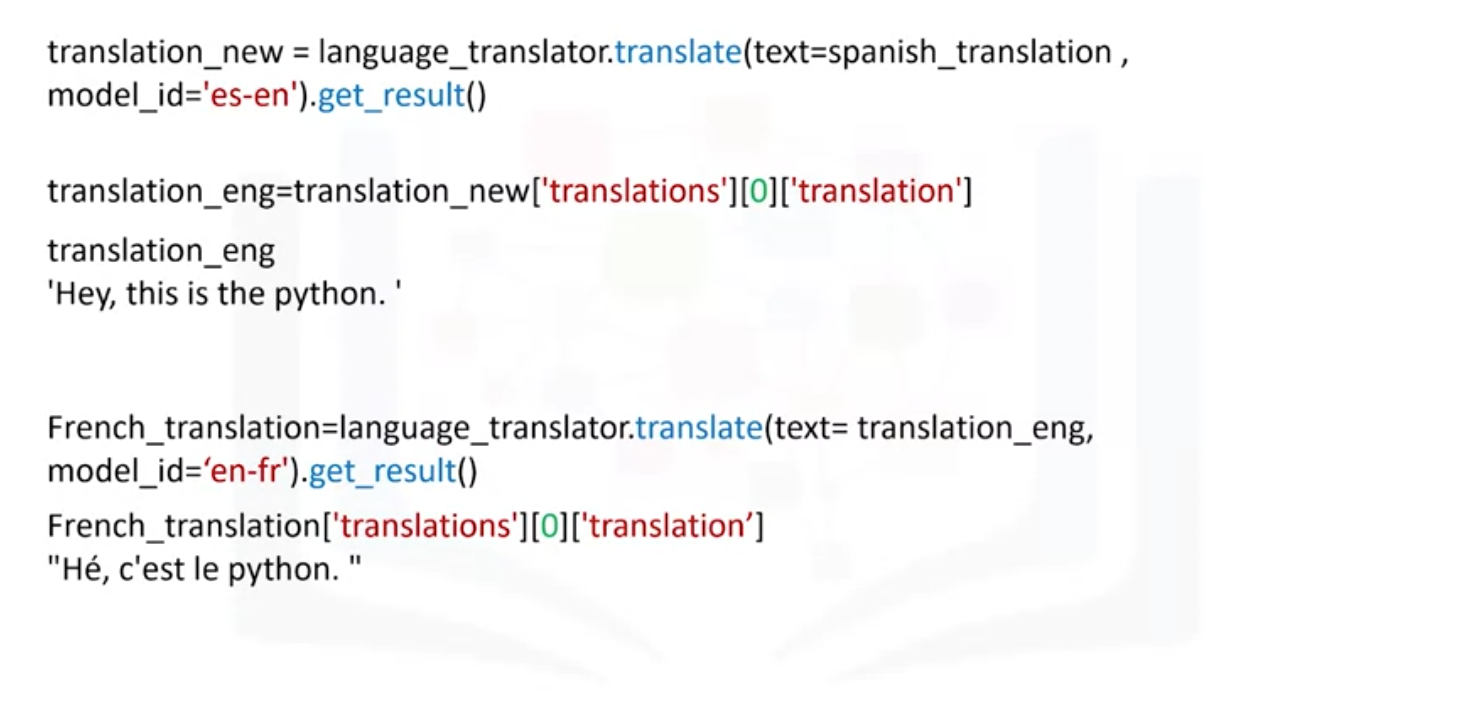 translation_new = language_translator.translate(text=spanish_translation ,
model_id='es-en').get_result()
translation_eng=translation_new['translations'][0]['translation']
translation_eng
'Hey, this is the python. '
French_translation=language_translator.translate(text= translation_eng,
model_id=‘en-fr').get_result()
French_translation['translations'][0]['translation’]
"Hé, c'est le python. "